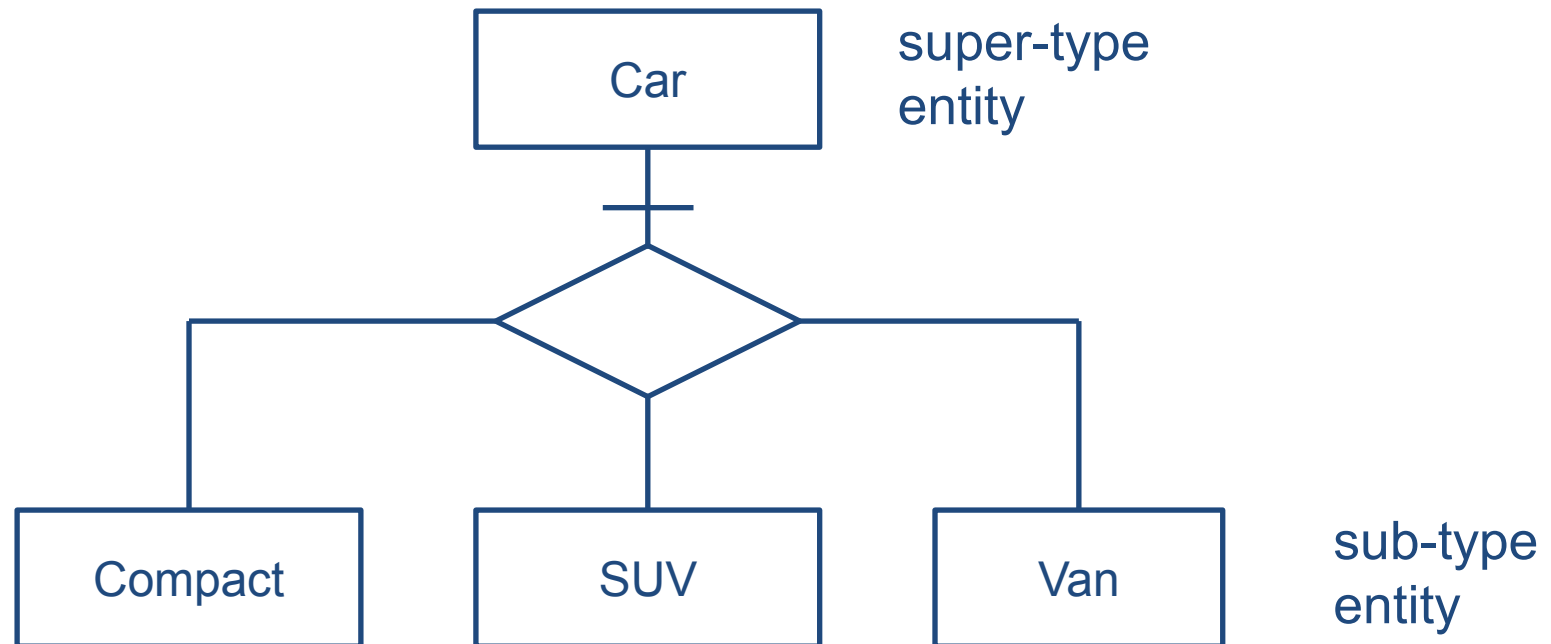 Car
super-type
entity
Compact
SUV
Van
sub-type
entity